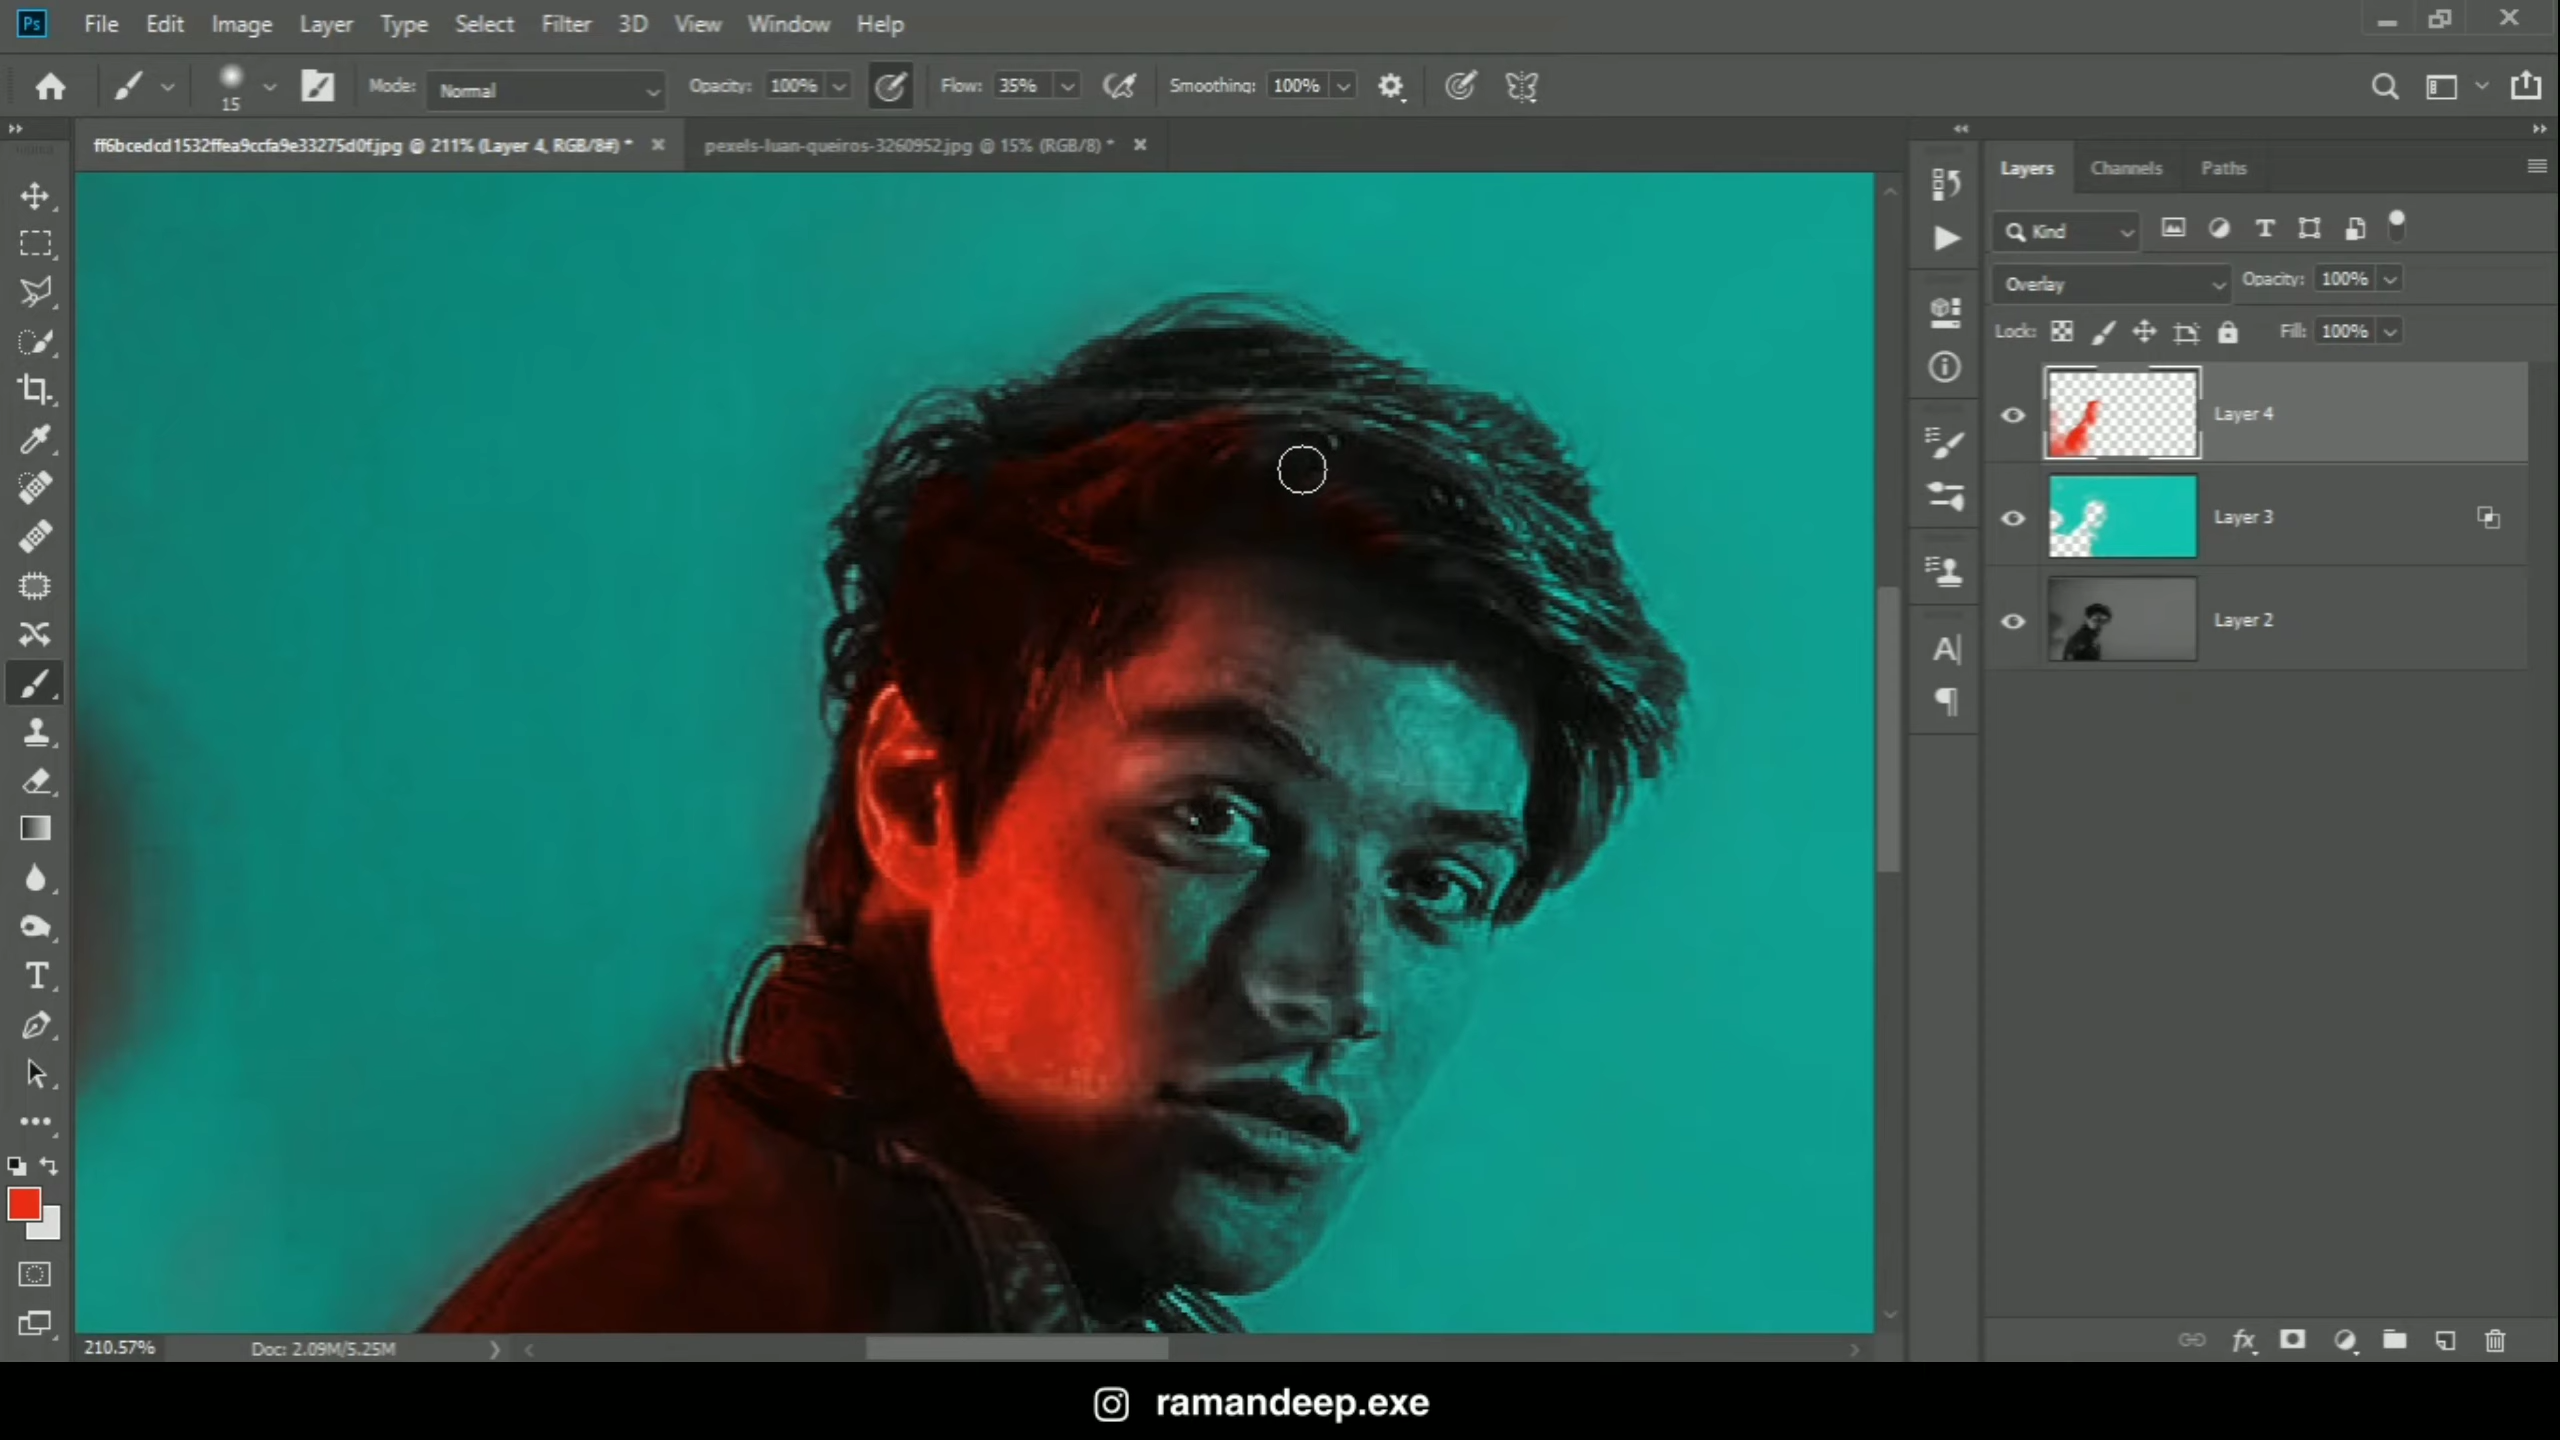 Ps File Edit Image Layer Type Select Filter 3D View Window Help
15 Mode: Normal Opacity: 100% Flow: 35% Smoothing: 100%
ff6bcedcd1532ffea9ccfa9e33275d0f.jpg @ 211% (Layer 4, RGB/8#) *
pexels-luan-queiros-3260952.jpg @ 15% (RGB/8) *
Layers Channels Paths
Kind
Overlay Opacity: 100%
Lock: Fill: 100%
Layer 4
Layer 3
Layer 2
210.57% Doc: 2.09M/5.25M
ramandeep.exe